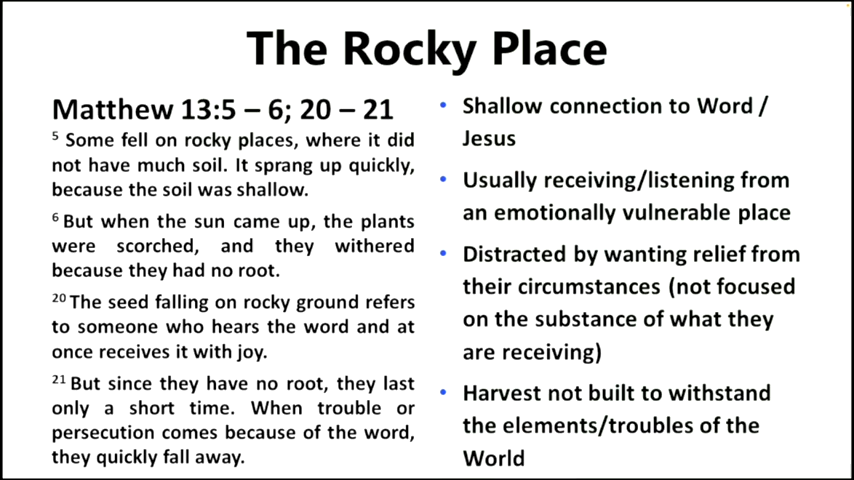 The Rocky Place
Matthew 13:5 – 6; 20 – 21
⁵ Some fell on rocky places, where it did
not have much soil. It sprang up quickly,
because the soil was shallow.
⁶ But when the sun came up, the plants
were scorched, and they withered
because they had no root.
²⁰ The seed falling on rocky ground refers
to someone who hears the word and at
once receives it with joy.
²¹ But since they have no root, they last
only a short time. When trouble or
persecution comes because of the word,
they quickly fall away.
• Shallow connection to Word /
Jesus
• Usually receiving/listening from
an emotionally vulnerable place
• Distracted by wanting relief from
their circumstances (not focused
on the substance of what they
are receiving)
• Harvest not built to withstand
the elements/troubles of the
World